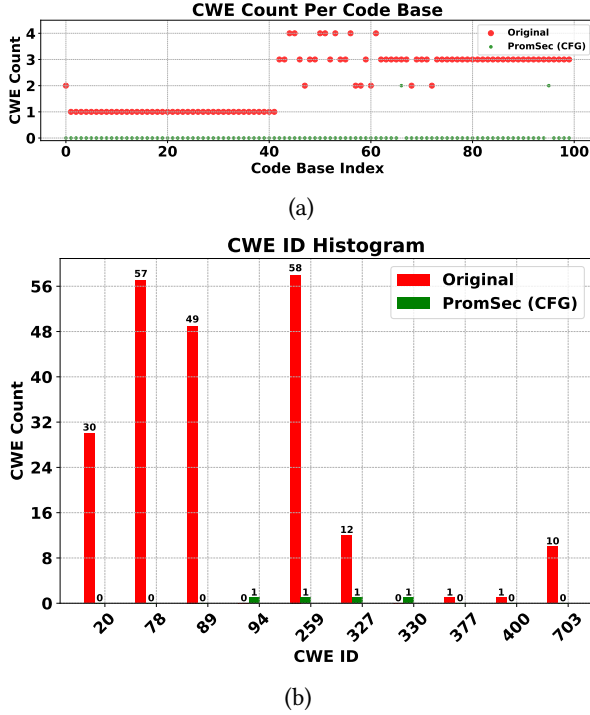 CWE Count Per Code Base
CWE Count
4
3
2
1
0
Original
PromSec (CFG)
0 20 40 60 80 100
Code Base Index
(a)
CWE ID Histogram
CWE Count
56
48
40
32
24
16
8
0
Original
PromSec (CFG)
30 0 57 0 49 0 0 1 58 1 12 1 0 1 1 0 1 0 10 0
20 78 89 94 259 327 330 377 400 703
CWE ID
(b)